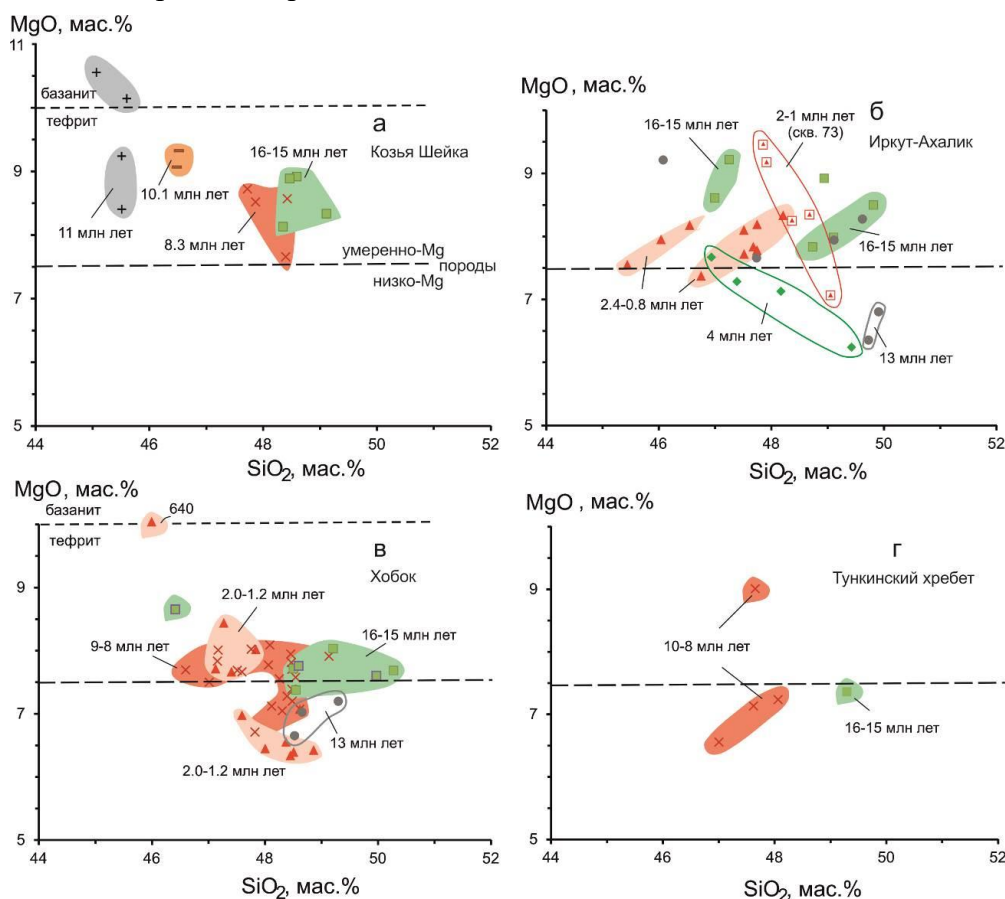 MgO, мас.%
11
базанит
тефрит
а
Козья Шейка
16-15 млн лет
9
10.1 млн лет
11 млн лет
8.3 млн лет
умеренно-Mg
породы
низко-Mg
7
5
44
46
48
50
52
SiO2, мас.%
MgO, мас.%
2-1 млн лет
(скв. 73)
б
Иркут-Ахалик
16-15 млн лет
9
16-15 млн лет
2.4-0.8 млн лет
7
4 млн лет
13 млн лет
5
44
46
48
50
52
SiO2, мас.%
MgO, мас.%
базанит
640
тефрит
в
Хобок
9
2.0-1.2 млн лет
9-8 млн лет
16-15 млн лет
7
13 млн лет
2.0-1.2 млн лет
5
44
46
48
50
52
SiO2, мас.%
MgO , мас.%
г
Тункинский хребет
9
10-8 млн лет
7
16-15 млн лет
5
44
46
48
50
52
SiO2, мас.%